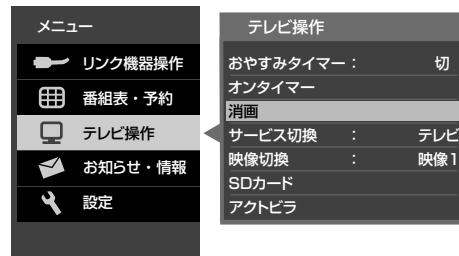 メニュー
リンク機器操作
番組表・予約
テレビ操作
お知らせ・情報
設定
テレビ操作
おやすみタイマー： 切
オンタイマー
消画
サービス切換 ： テレビ
映像切換 ： 映像1
SDカード
アクトビラ